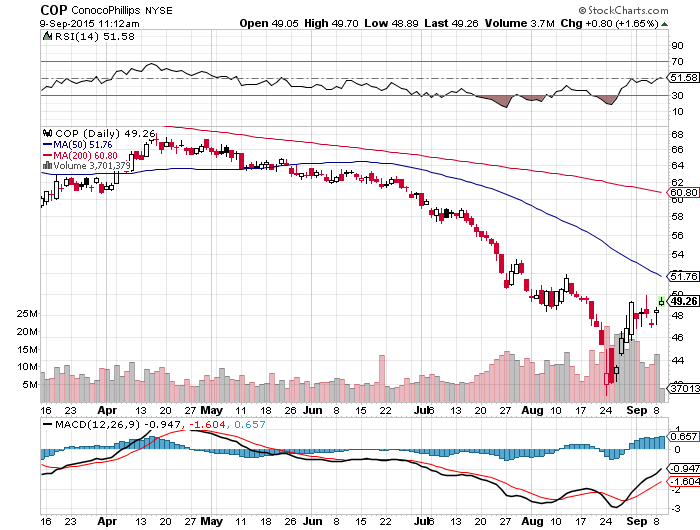 COP ConocoPhillips NYSE © StockCharts.com
9-Sep-2015 11:12am Open 49.05 High 49.70 Low 48.89 Last 49.26 Volume 3.7M Chg +0.80 (+1.65%)
RSI(14) 51.58
90
70
51.58
30
10
COP (Daily) 49.26
MA(50) 51.76
MA(200) 60.80
Volume 3,701,379
68
66
64
62
60.80
60
58
56
54
51.76
50
49.26
48
46
44
42
25M
20M
15M
10M
5M
16 23 Apr 13 20 27 May 11 18 26 Jun 8 15 22 Jul 6 13 20 27 Aug 10 17 24 Sep 8
MACD(12,26,9) -0.947, -1.604, 0.657
1
0.657
0
-0.947
-1.604
-2
-3
16 23 Apr 13 20 27 May 11 18 26 Jun 8 15 22 Jul 6 13 20 27 Aug 10 17 24 Sep 8